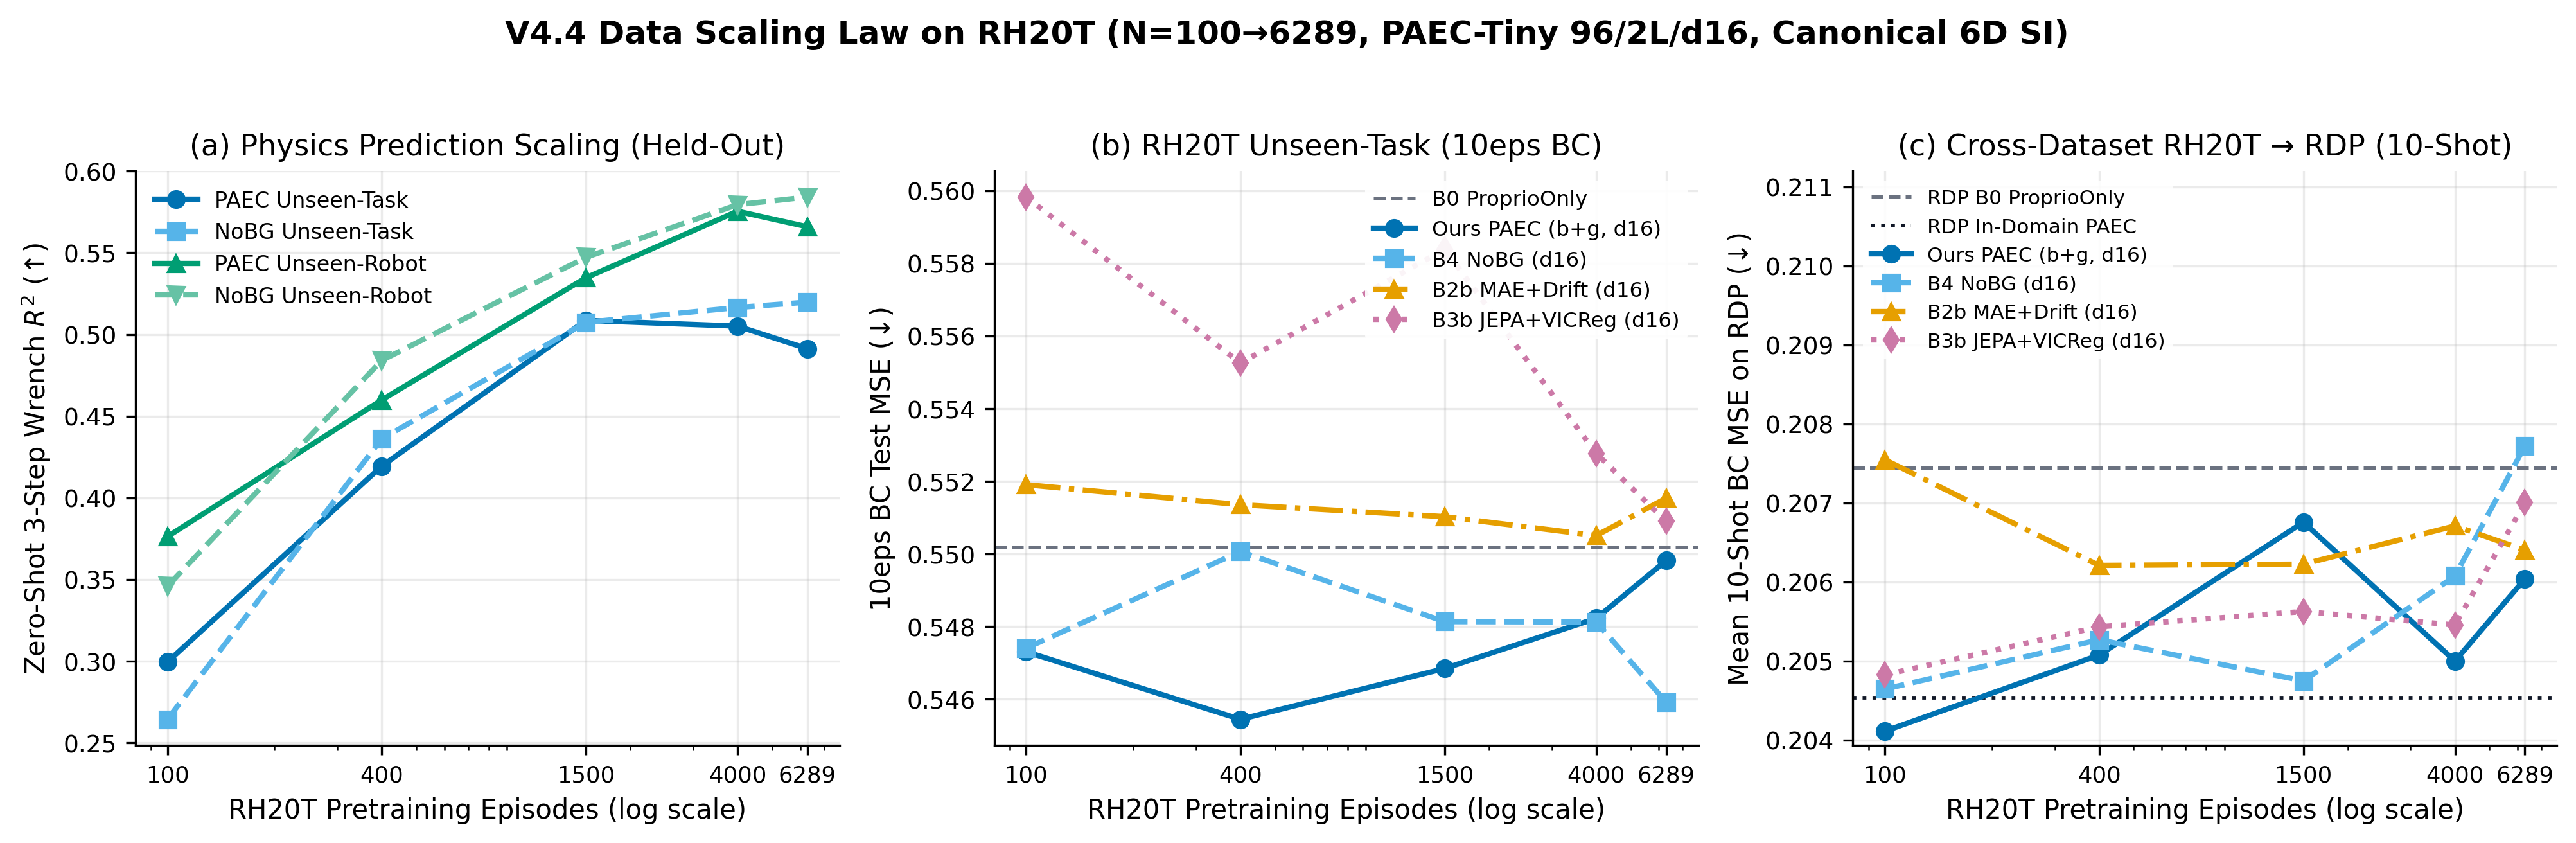 V4.4 Data Scaling Law on RH20T (N=100→6289, PAEC-Tiny 96/2L/d16, Canonical 6D SI)
(a) Physics Prediction Scaling (Held-Out)
Zero-Shot 3-Step Wrench R² (↑)
0.60
0.55
0.50
0.45
0.40
0.35
0.30
0.25
PAEC Unseen-Task
NoBG Unseen-Task
PAEC Unseen-Robot
NoBG Unseen-Robot
100 400 1500 4000 6289
RH20T Pretraining Episodes (log scale)
(b) RH20T Unseen-Task (10eps BC)
10eps BC Test MSE (↓)
0.560
0.558
0.556
0.554
0.552
0.550
0.548
0.546
B0 ProprioOnly
Ours PAEC (b+g, d16)
B4 NoBG (d16)
B2b MAE+Drift (d16)
B3b JEPA+VICReg (d16)
100 400 1500 4000 6289
RH20T Pretraining Episodes (log scale)
(c) Cross-Dataset RH20T → RDP (10-Shot)
Mean 10-Shot BC MSE on RDP (↓)
0.211
0.210
0.209
0.208
0.207
0.206
0.205
0.204
RDP B0 ProprioOnly
RDP In-Domain PAEC
Ours PAEC (b+g, d16)
B4 NoBG (d16)
B2b MAE+Drift (d16)
B3b JEPA+VICReg (d16)
100 400 1500 4000 6289
RH20T Pretraining Episodes (log scale)